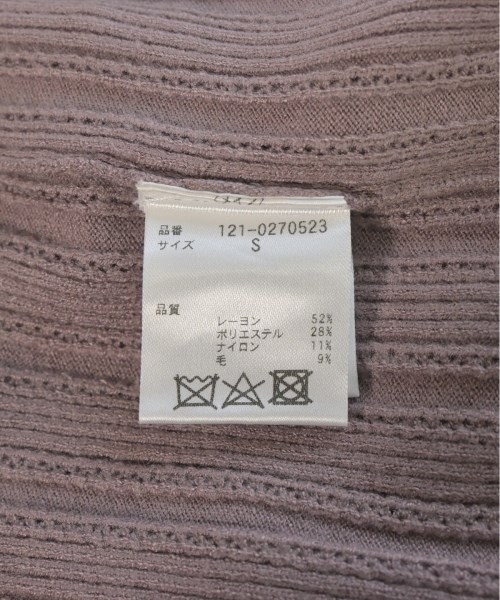 品番 121-0270523
サイズ S
品質
レーヨン 52%
ポリエステル 28%
ナイロン 11%
毛 9%